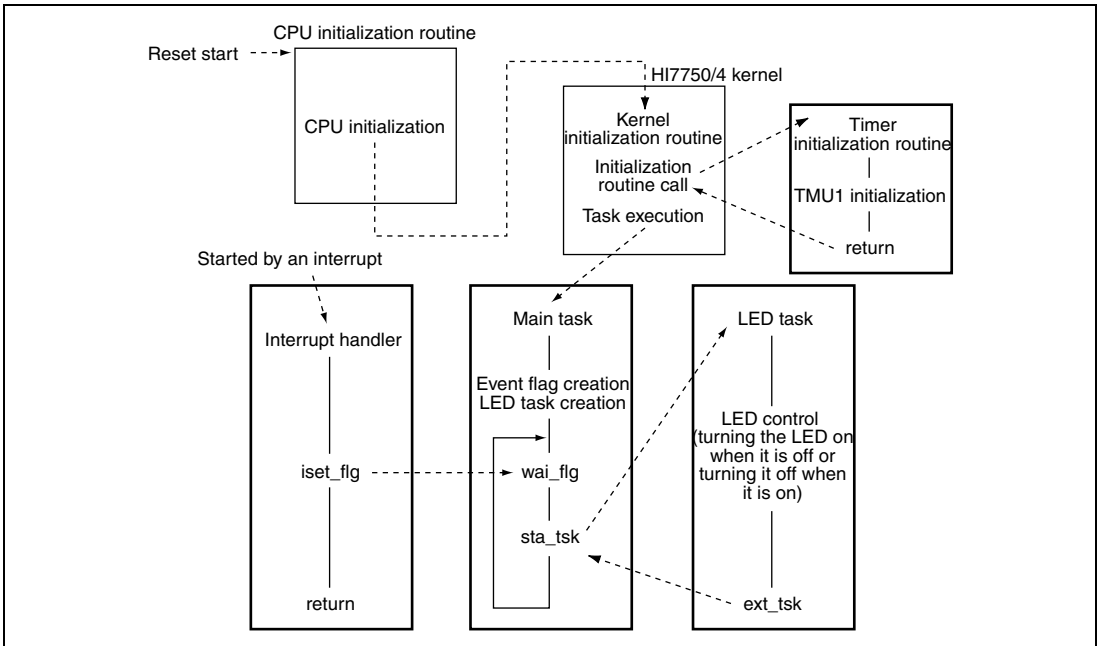 CPU initialization routine
Reset start
CPU initialization
HI7750/4 kernel
Kernel
initialization routine
Initialization
routine call
Task execution
Timer
initialization routine
TMU1 initialization
return
Started by an interrupt
Interrupt handler
iset_flg
return
Main task
Event flag creation
LED task creation
wai_flg
sta_tsk
LED task
LED control
(turning the LED on
when it is off or
turning it off when
it is on)
ext_tsk